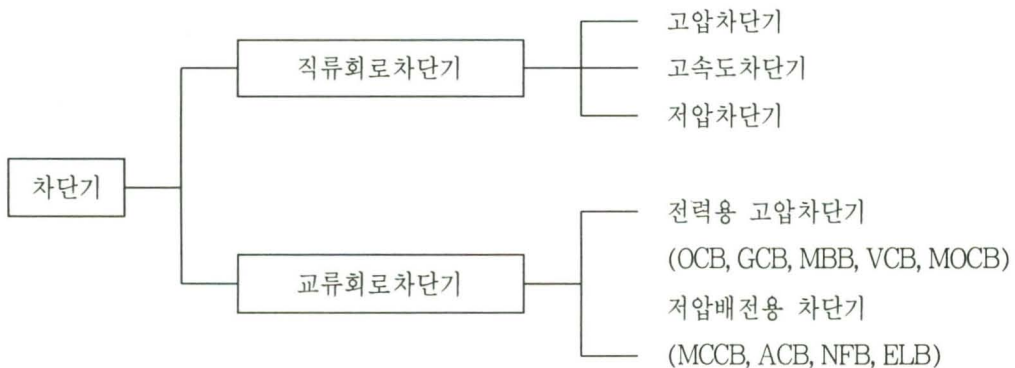 차단기
직류회로차단기
고압차단기
고속도차단기
저압차단기
교류회로차단기
전력용 고압차단기
(OCB, GCB, MBB, VCB, MOCB)
저압배전용 차단기
(MCCB, ACB, NFB, ELB)